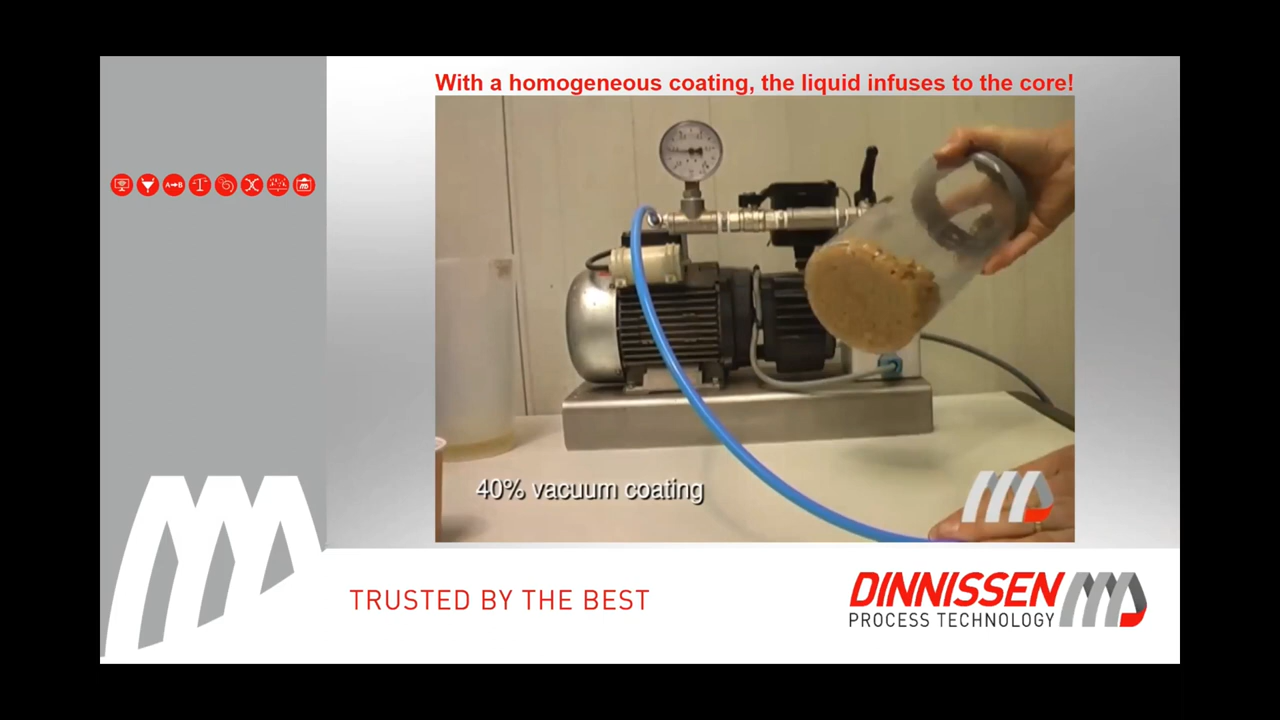 With a homogeneous coating, the liquid infuses to the core!
A
B
40% vacuum coating
TRUSTED BY THE BEST
DINNISSEN
PROCESS TECHNOLOGY